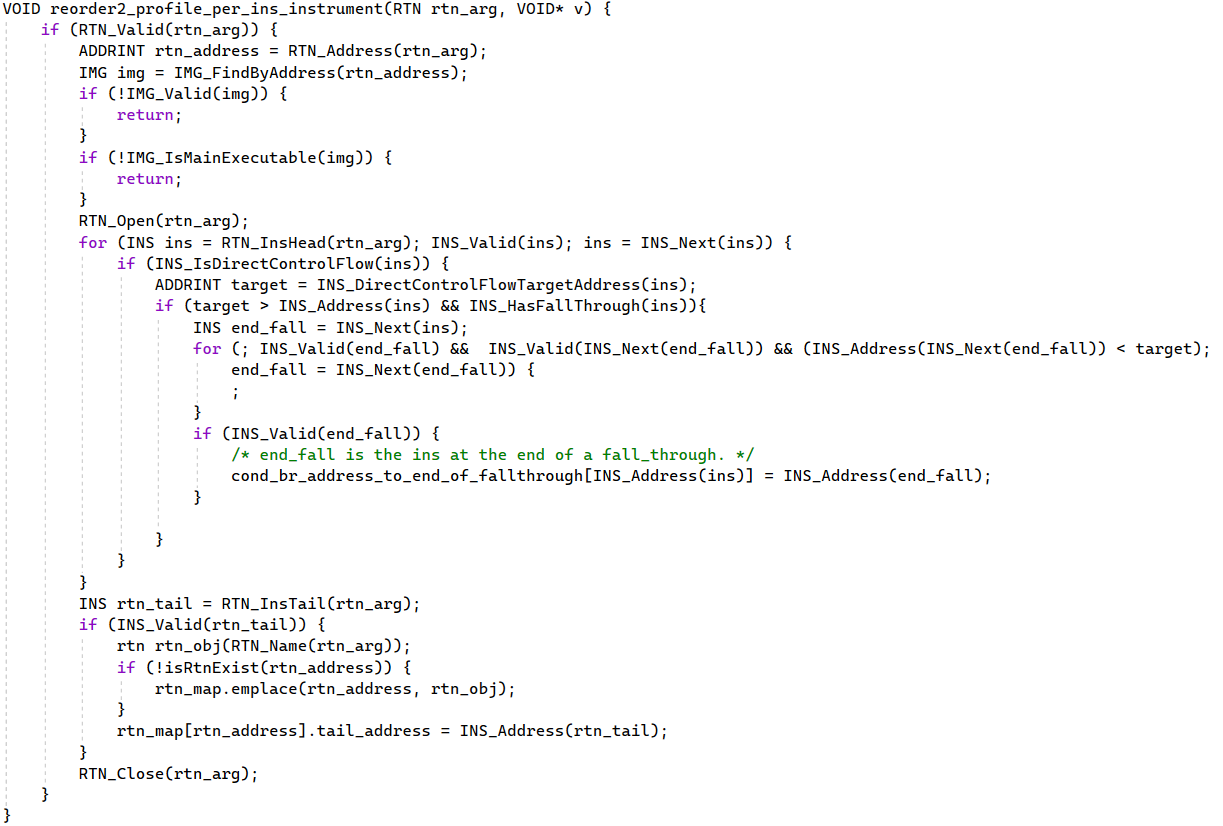 VOID reorder2_profile_per_ins_instrument(RTN rtn_arg, VOID* v) {
    if (RTN_Valid(rtn_arg)) {
        ADDRINT rtn_address = RTN_Address(rtn_arg);
        IMG img = IMG_FindByAddress(rtn_address);
        if (!IMG_Valid(img)) {
            return;
        }
        if (!IMG_IsMainExecutable(img)) {
            return;
        }
        RTN_Open(rtn_arg);
        for (INS ins = RTN_InsHead(rtn_arg); INS_Valid(ins); ins = INS_Next(ins)) {
            if (INS_IsDirectControlFlow(ins)) {
                ADDRINT target = INS_DirectControlFlowTargetAddress(ins);
                if (target > INS_Address(ins) && INS_HasFallThrough(ins)){
                    INS end_fall = INS_Next(ins);
                    for (; INS_Valid(end_fall) &&  INS_Valid(INS_Next(end_fall)) && (INS_Address(INS_Next(end_fall)) < target);
                        end_fall = INS_Next(end_fall)) {
                        ;
                    }
                    if (INS_Valid(end_fall)) {
                        /* end_fall is the ins at the end of a fall_through. */
                        cond_br_address_to_end_of_fallthrough[INS_Address(ins)] = INS_Address(end_fall);
                    }

                }
            }
        }
        INS rtn_tail = RTN_InsTail(rtn_arg);
        if (INS_Valid(rtn_tail)) {
            rtn rtn_obj(RTN_Name(rtn_arg));
            if (!isRtnExist(rtn_address)) {
                rtn_map.emplace(rtn_address, rtn_obj);
            }
            rtn_map[rtn_address].tail_address = INS_Address(rtn_tail);
        }
        RTN_Close(rtn_arg);
    }
}